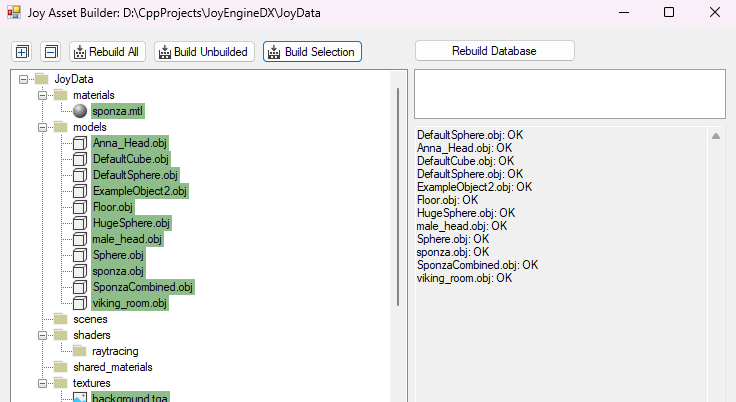 Joy Asset Builder: D:\CppProjects\JoyEngineDX\JoyData
Rebuild All
Build Unbuilded
Build Selection
Rebuild Database
JoyData
materials
sponza.mtl
models
Anna_Head.obj
DefaultCube.obj
DefaultSphere.obj
ExampleObject2.obj
Floor.obj
HugeSphere.obj
male_head.obj
Sphere.obj
sponza.obj
SponzaCombined.obj
viking_room.obj
scenes
shaders
raytracing
shared_materials
textures
background.tga
DefaultSphere.obj: OK
Anna_Head.obj: OK
DefaultCube.obj: OK
DefaultSphere.obj: OK
ExampleObject2.obj: OK
Floor.obj: OK
HugeSphere.obj: OK
male_head.obj: OK
Sphere.obj: OK
sponza.obj: OK
SponzaCombined.obj: OK
viking_room.obj: OK